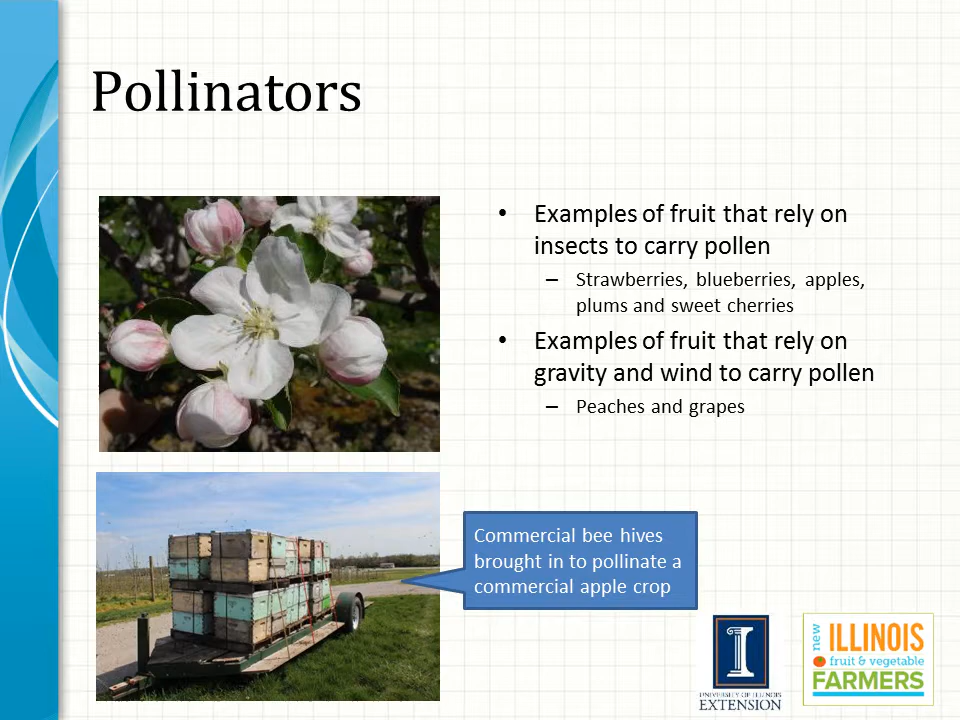 Pollinators
• Examples of fruit that rely on
insects to carry pollen
– Strawberries, blueberries, apples,
plums and sweet cherries
• Examples of fruit that rely on
gravity and wind to carry pollen
– Peaches and grapes
Commercial bee hives
brought in to pollinate a
commercial apple crop
I
UNIVERSITY OF ILLINOIS
EXTENSION
new
ILLINOIS
fruit & vegetable
FARMERS